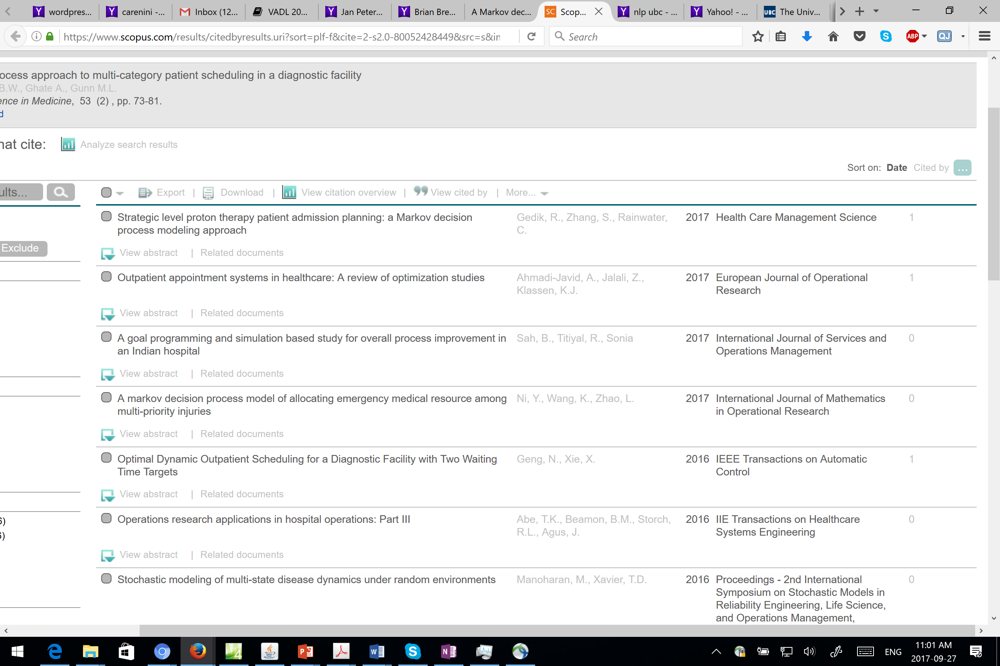 wordpres...
carenini -...
Inbox (12...
VADL 20...
Jan Peter...
Brian Bre...
A Markov dec...
SC Scop...
nlp ubc - ...
Yahoo! - ...
UBC The Univ...
https://www.scopus.com/results/citedbyresults.uri?sort=plf-f&cite=2-s2.0-80052428449&src=s&in
Search
ABP
QJ
ocess approach to multi-category patient scheduling in a diagnostic facility
B.W., Ghate A., Gunn M.L.
ence in Medicine, 53 (2) , pp. 73-81.
d
hat cite:
Analyze search results
Sort on: Date Cited by ...
ults...
Export | Download | View citation overview | View cited by | More...
Exclude
Strategic level proton therapy patient admission planning: a Markov decision
process modeling approach
Gedik, R., Zhang, S., Rainwater,
C.
2017
Health Care Management Science
1
View abstract | Related documents
Outpatient appointment systems in healthcare: A review of optimization studies
Ahmadi-Javid, A., Jalali, Z.,
Klassen, K.J.
2017
European Journal of Operational
Research
1
View abstract | Related documents
A goal programming and simulation based study for overall process improvement in
an Indian hospital
Sah, B., Titiyal, R., Sonia
2017
International Journal of Services and
Operations Management
0
View abstract | Related documents
A markov decision process model of allocating emergency medical resource among
multi-priority injuries
Ni, Y., Wang, K., Zhao, L.
2017
International Journal of Mathematics
in Operational Research
0
View abstract | Related documents
Optimal Dynamic Outpatient Scheduling for a Diagnostic Facility with Two Waiting
Time Targets
Geng, N., Xie, X.
2016
IEEE Transactions on Automatic
Control
1
View abstract | Related documents
6)
6)
Operations research applications in hospital operations: Part III
Abe, T.K., Beamon, B.M., Storch,
R.L., Agus, J.
2016
IIE Transactions on Healthcare
Systems Engineering
0
View abstract | Related documents
Stochastic modeling of multi-state disease dynamics under random environments
Manoharan, M., Xavier, T.D.
2016
Proceedings - 2nd International
Symposium on Stochastic Models in
Reliability Engineering, Life Science,
and Operations Management,
0
ENG
11:01 AM
2017-09-27